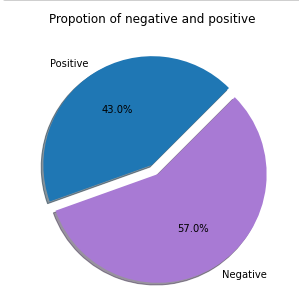 Propotion of negative and positive
Positive
43.0%
57.0%
Negative